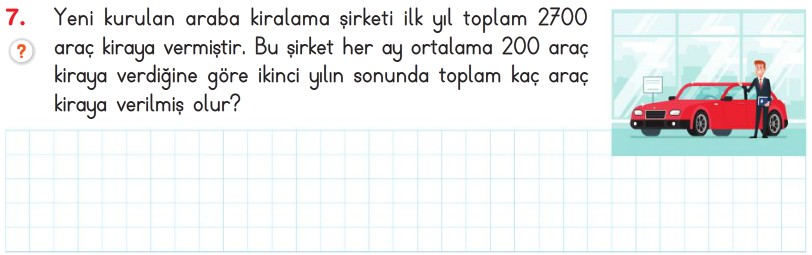 7. Yeni kurulan araba kiralama şirketi ilk yıl toplam 2700
? araç kiraya vermiştir. Bu şirket her ay ortalama 200 araç
kiraya verdiğine göre ikinci yılın sonunda toplam kaç araç
kiraya verilmiş olur?